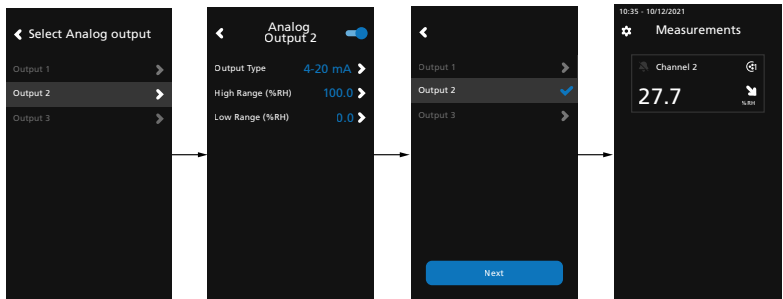 Select Analog output
Output 1
Output 2
Output 3
Analog
Output 2
Output Type 4-20 mA
High Range (%RH) 100.0
Low Range (%RH) 0.0
Output 1
Output 2
Output 3
Next
10:35 - 10/12/2021
Measurements
Channel 2 1
27.7
%RH